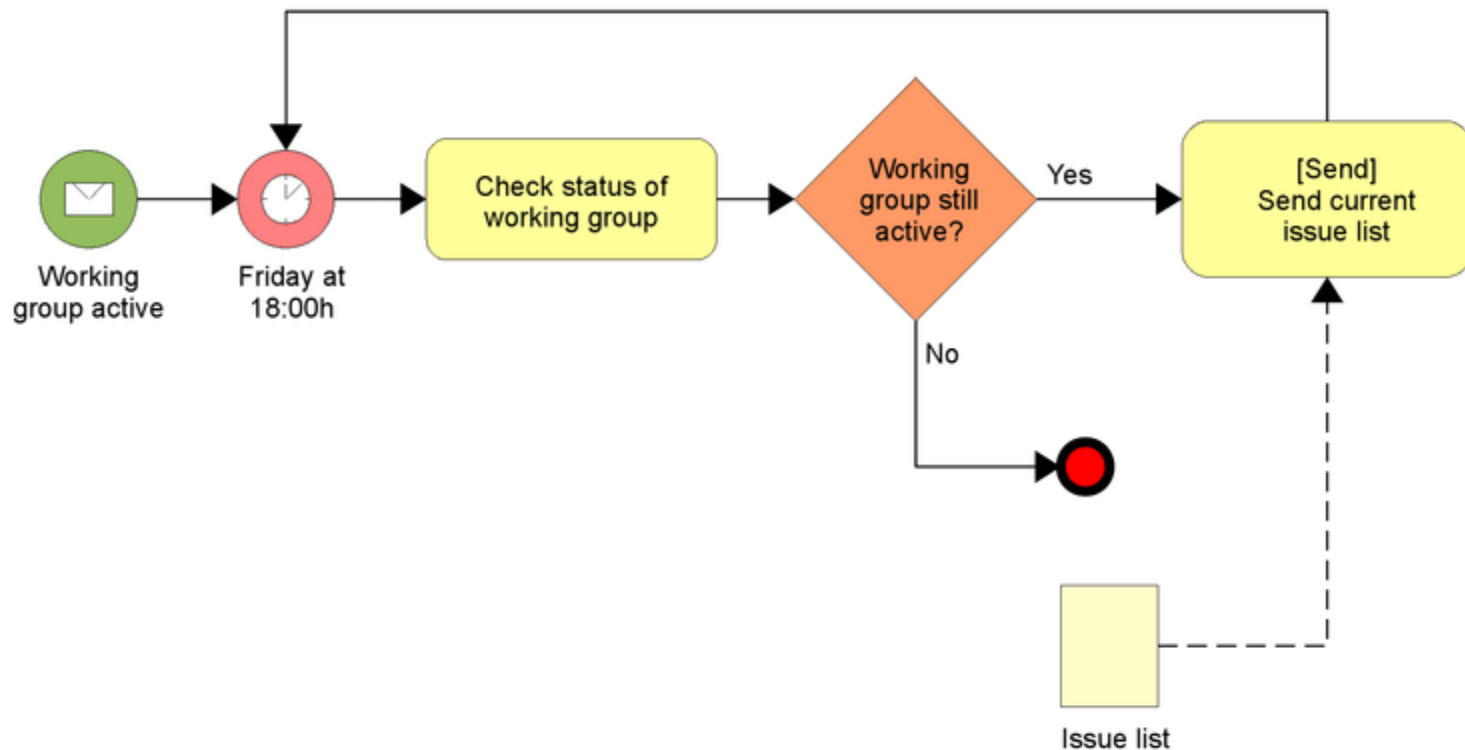 Working
group active
Friday at
18:00h
Check status of
working group
Working
group still
active?
Yes
No
[Send]
Send current
issue list
Issue list